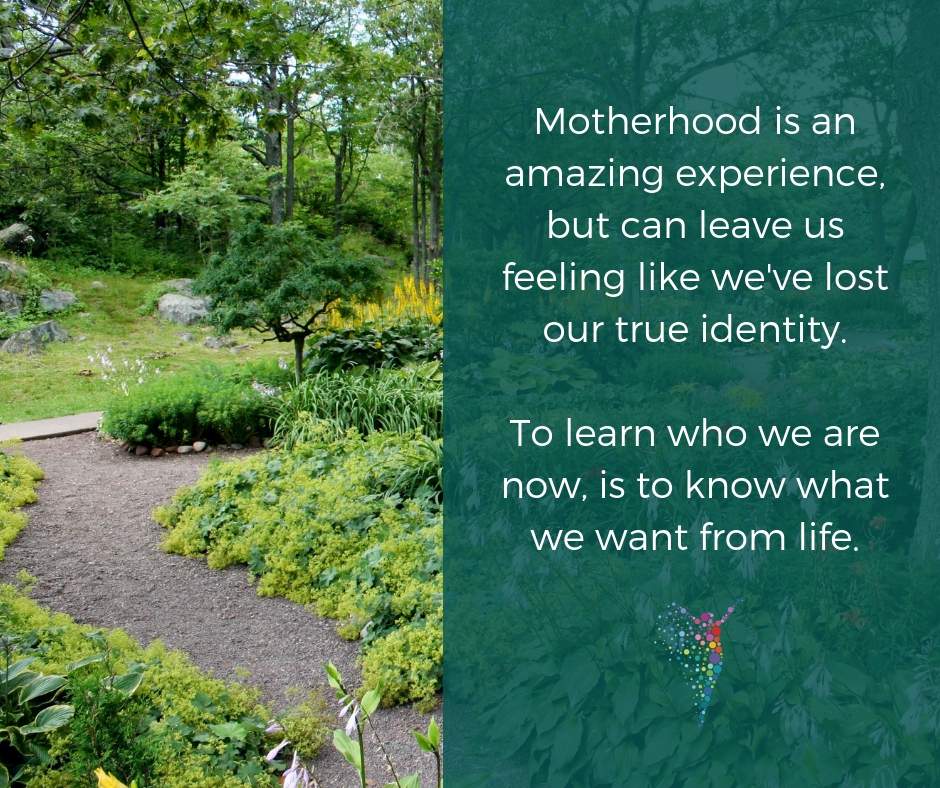 Motherhood is an
amazing experience,
but can leave us
feeling like we've lost
our true identity.
To learn who we are
now, is to know what
we want from life.